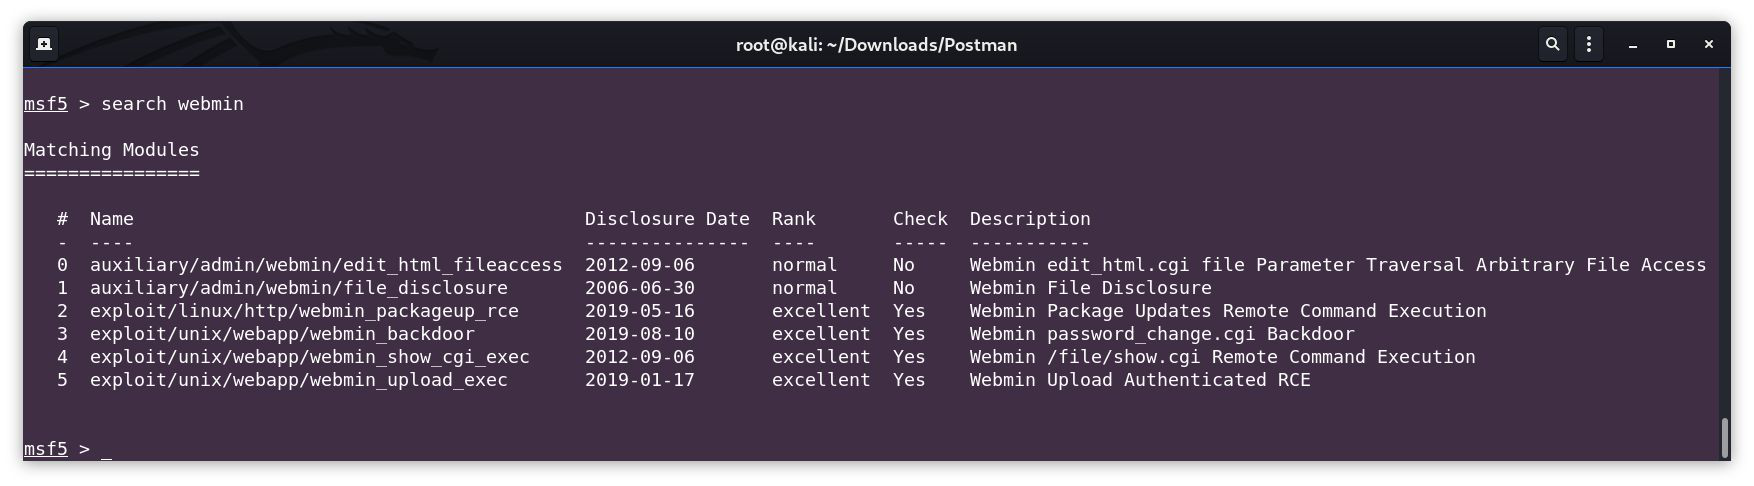 root@kali: ~/Downloads/Postman
msf5 > search webmin
Matching Modules
================
   #  Name                                         Disclosure Date  Rank       Check  Description
   -  ----                                         ---------------  ----       -----  -----------
   0  auxiliary/admin/webmin/edit_html_fileaccess  2012-09-06       normal     No     Webmin edit_html.cgi file Parameter Traversal Arbitrary File Access
   1  auxiliary/admin/webmin/file_disclosure       2006-06-30       normal     No     Webmin File Disclosure
   2  exploit/linux/http/webmin_packageup_rce      2019-05-16       excellent  Yes    Webmin Package Updates Remote Command Execution
   3  exploit/unix/webapp/webmin_backdoor          2019-08-10       excellent  Yes    Webmin password_change.cgi Backdoor
   4  exploit/unix/webapp/webmin_show_cgi_exec     2012-09-06       excellent  Yes    Webmin /file/show.cgi Remote Command Execution
   5  exploit/unix/webapp/webmin_upload_exec       2019-01-17       excellent  Yes    Webmin Upload Authenticated RCE
msf5 > _